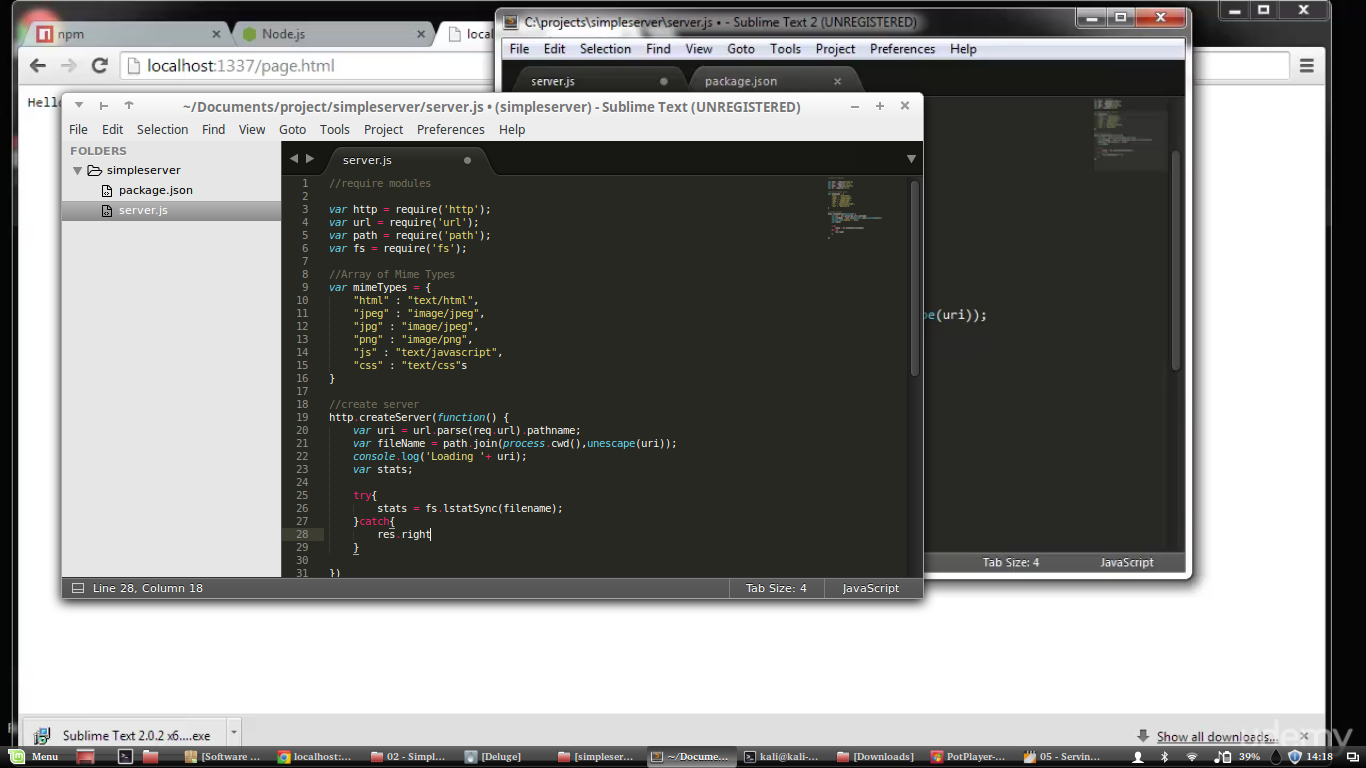 C:\projects\simpleserver\server.js • - Sublime Text 2 (UNREGISTERED)
npm
Node.js
File Edit Selection Find View Goto Tools Project Preferences Help
localhost:1337/page.html
server.js
package.json
~/Documents/project/simpleserver/server.js • (simpleserver) - Sublime Text (UNREGISTERED)
File Edit Selection Find View Goto Tools Project Preferences Help
FOLDERS
simpleserver
package.json
server.js
server.js
1 //require modules
2
3 var http = require('http');
4 var url = require('url');
5 var path = require('path');
6 var fs = require('fs');
7
8 //Array of Mime Types
9 var mimeTypes = {
10 "html" : "text/html",
11 "jpeg" : "image/jpeg",
12 "jpg" : "image/jpeg",
13 "png" : "image/png",
14 "js" : "text/javascript",
15 "css" : "text/css"s
16 }
17
18 //create server
19 http.createServer(function() {
20 var uri = url.parse(req.url).pathname;
21 var fileName = path.join(process.cwd(),unescape(uri));
22 console.log('Loading '+ uri);
23 var stats;
24
25 try{
26 stats = fs.lstatSync(filename);
27 }catch{
28 res.right
29 }
30
31 })
Line 28, Column 18
Tab Size: 4
JavaScript
(uri));
Tab Size: 4
JavaScript
Sublime Text 2.0.2 x6....exe
Show all downloads...
Menu
[Software ...
localhost:...
02 - Simpl...
[Deluge]
[simpleser...
~/Docume...
kali@kali-...
[Downloads]
PotPlayer-...
05 - Servin...
39%
14:18